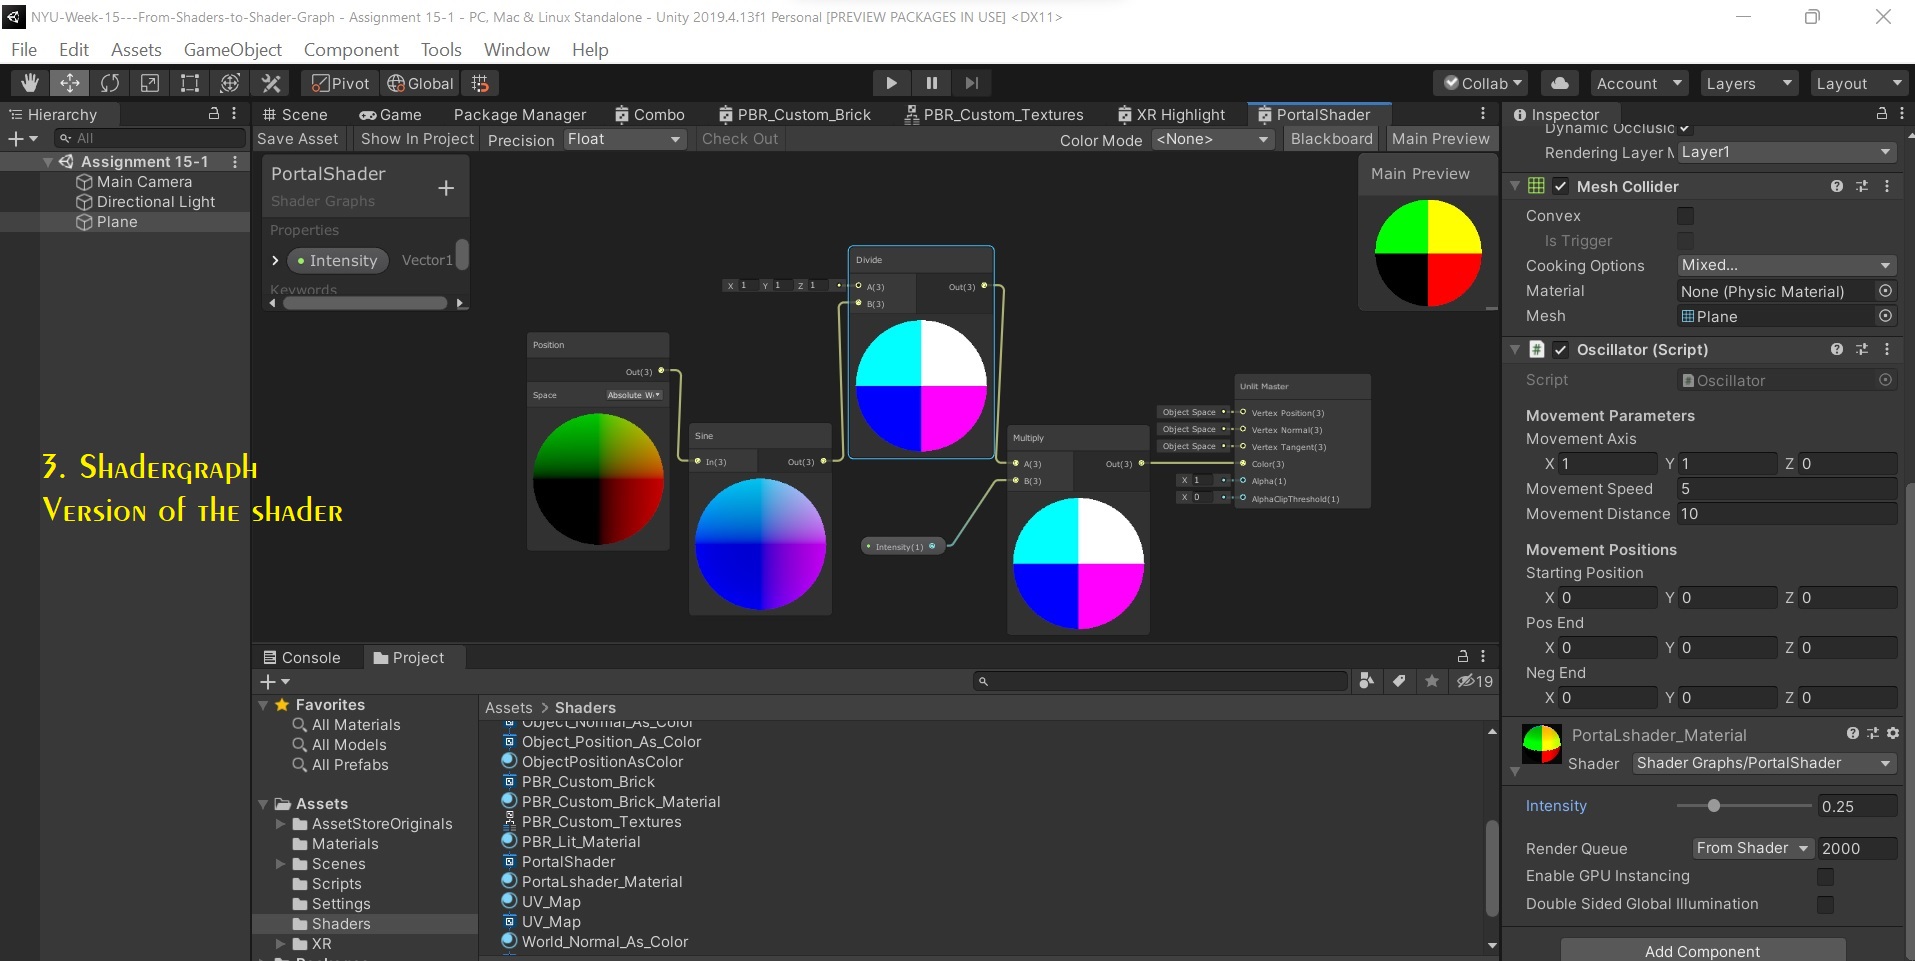 NYU-Week-15---From-Shaders-to-Shader-Graph - Assignment 15-1 - PC, Mac & Linux Standalone - Unity 2019.4.13f1 Personal [PREVIEW PACKAGES IN USE] <DX11>
File Edit Assets GameObject Component Tools Window Help
Pivot Global Collab Account Layers Layout
Hierarchy
All
Assignment 15-1
Main Camera
Directional Light
Plane
3. Shadergraph
Version of the shader
Scene Game Package Manager Combo PBR_Custom_Brick PBR_Custom_Textures XR Highlight PortalShader
Save Asset Show In Project Precision Float Check Out Color Mode <None> Blackboard Main Preview
PortalShader
Shader Graphs
Properties
Intensity Vector1
Keywords
Main Preview
Position
Out(3)
Space Absolute W
Sine
In(3) Out(3)
Divide
X 1 Y 1 Z 1 A(3) Out(3)
B(3)
Intensity(1)
Multiply
A(3) Out(3)
B(3)
Unlit Master
Object Space Vertex Position(3)
Object Space Vertex Normal(3)
Object Space Vertex Tangent(3)
Color(3)
X 1 Alpha(1)
X 0 AlphaClipThreshold(1)
Console Project
19
Favorites
All Materials
All Models
All Prefabs
Assets
AssetStoreOriginals
Materials
Scenes
Scripts
Settings
Shaders
XR
Assets > Shaders
Object_Normal_As_Color
Object_Position_As_Color
ObjectPositionAsColor
PBR_Custom_Brick
PBR_Custom_Brick_Material
PBR_Custom_Textures
PBR_Lit_Material
PortalShader
PortaLshader_Material
UV_Map
UV_Map
World_Normal_As_Color
Inspector
Dynamic Occlusic
Rendering Layer M Layer1
Mesh Collider
Convex
Is Trigger
Cooking Options Mixed...
Material None (Physic Material)
Mesh Plane
Oscillator (Script)
Script Oscillator
Movement Parameters
Movement Axis
X 1 Y 1 Z 0
Movement Speed 5
Movement Distance 10
Movement Positions
Starting Position
X 0 Y 0 Z 0
Pos End
X 0 Y 0 Z 0
Neg End
X 0 Y 0 Z 0
PortaLshader_Material
Shader Shader Graphs/PortalShader
Intensity 0.25
Render Queue From Shader 2000
Enable GPU Instancing
Double Sided Global Illumination
Add Component